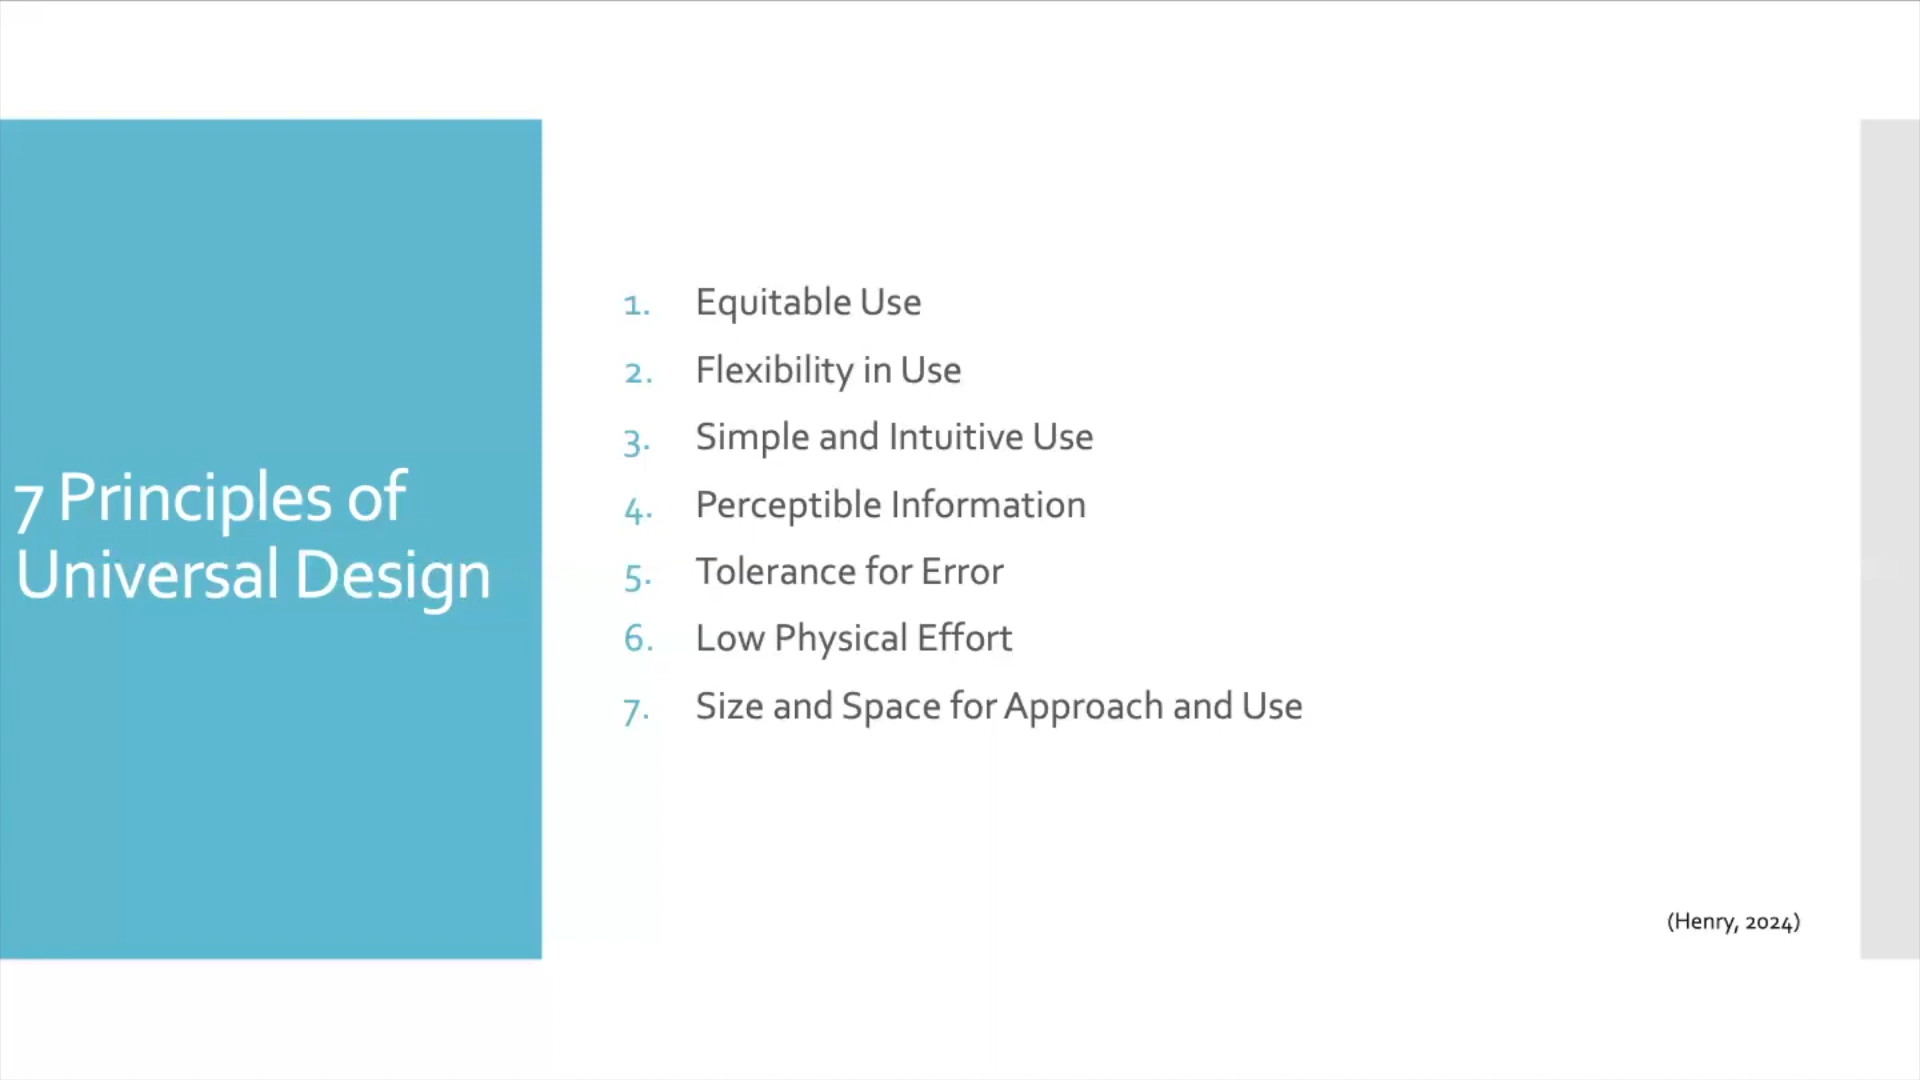 7 Principles of
Universal Design
1. Equitable Use
2. Flexibility in Use
3. Simple and Intuitive Use
4. Perceptible Information
5. Tolerance for Error
6. Low Physical Effort
7. Size and Space for Approach and Use
(Henry, 2024)